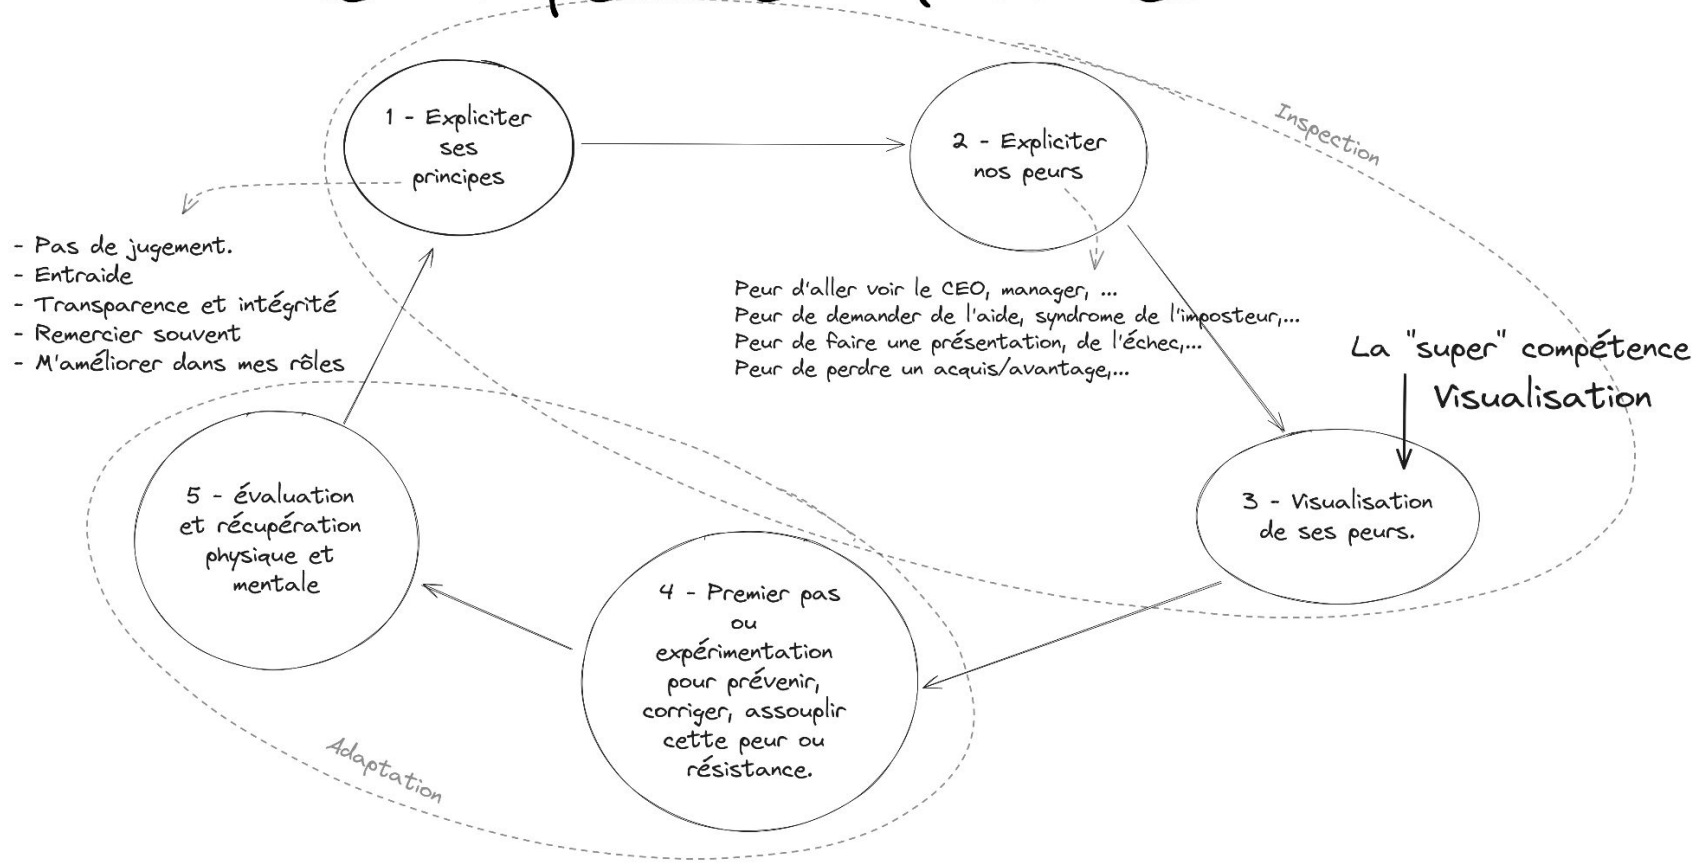 1 - Expliciter
ses
principes
2 - Expliciter
nos peurs
Inspection
- Pas de jugement.
- Entraide
- Transparence et intégrité
- Remercier souvent
- M'améliorer dans mes rôles
Peur d'aller voir le CEO, manager, ...
Peur de demander de l'aide, syndrome de l'imposteur,...
Peur de faire une présentation, de l'échec,...
Peur de perdre un acquis/avantage,...
La "super" compétence
Visualisation
3 - Visualisation
de ses peurs.
4 - Premier pas
ou
expérimentation
pour prévenir,
corriger, assouplir
cette peur ou
résistance.
5 - évaluation
et récupération
physique et
mentale
Adaptation